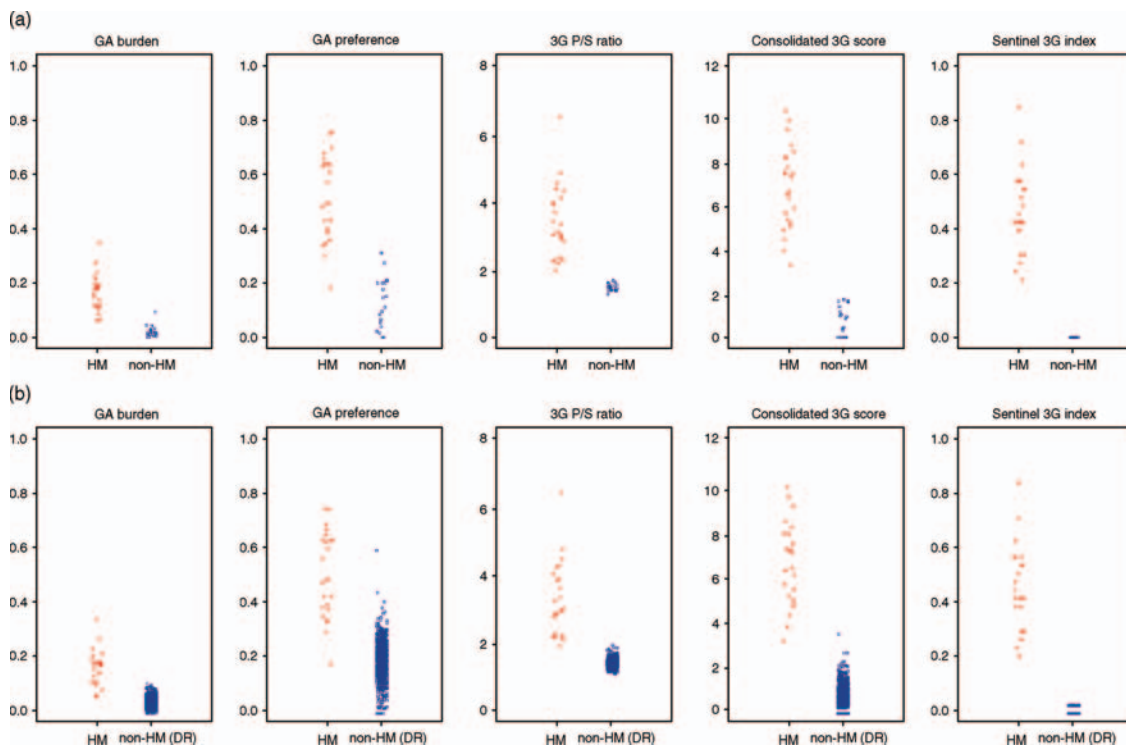 (a)
GA burden GA preference 3G P/S ratio Consolidated 3G score Sentinel 3G index
1.0 1.0 8 12 1.0
0.8 0.8 6 10 0.8
0.6 0.6 4 8 0.6
0.4 0.4 2 6 0.4
0.2 0.2 0 4 0.2
0.0 0.0 2 0.0
0
HM non-HM HM non-HM HM non-HM HM non-HM HM non-HM
(b)
GA burden GA preference 3G P/S ratio Consolidated 3G score Sentinel 3G index
1.0 1.0 8 12 1.0
0.8 0.8 6 10 0.8
0.6 0.6 4 8 0.6
0.4 0.4 2 6 0.4
0.2 0.2 0 4 0.2
0.0 0.0 2 0.0
0
HM non-HM (DR) HM non-HM (DR) HM non-HM (DR) HM non-HM (DR) HM non-HM (DR)